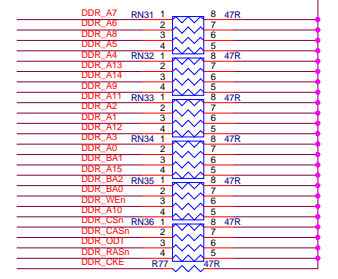 DDR_A7 RN31 1 8 47R
DDR_A6 2 7
DDR_A8 3 6
DDR_A5 4 5
DDR_A4 RN32 1 8 47R
DDR_A13 2 7
DDR_A14 3 6
DDR_A9 4 5
DDR_A11 RN33 1 8 47R
DDR_A2 2 7
DDR_A1 3 6
DDR_A12 4 5
DDR_A3 RN34 1 8 47R
DDR_A0 2 7
DDR_BA1 3 6
DDR_A15 4 5
DDR_BA2 RN35 1 8 47R
DDR_BA0 2 7
DDR_WEn 3 6
DDR_A10 4 5
DDR_CSn RN36 1 8 47R
DDR_CASn 2 7
DDR_ODT 3 6
DDR_RASn 4 5
DDR_CKE R77 47R